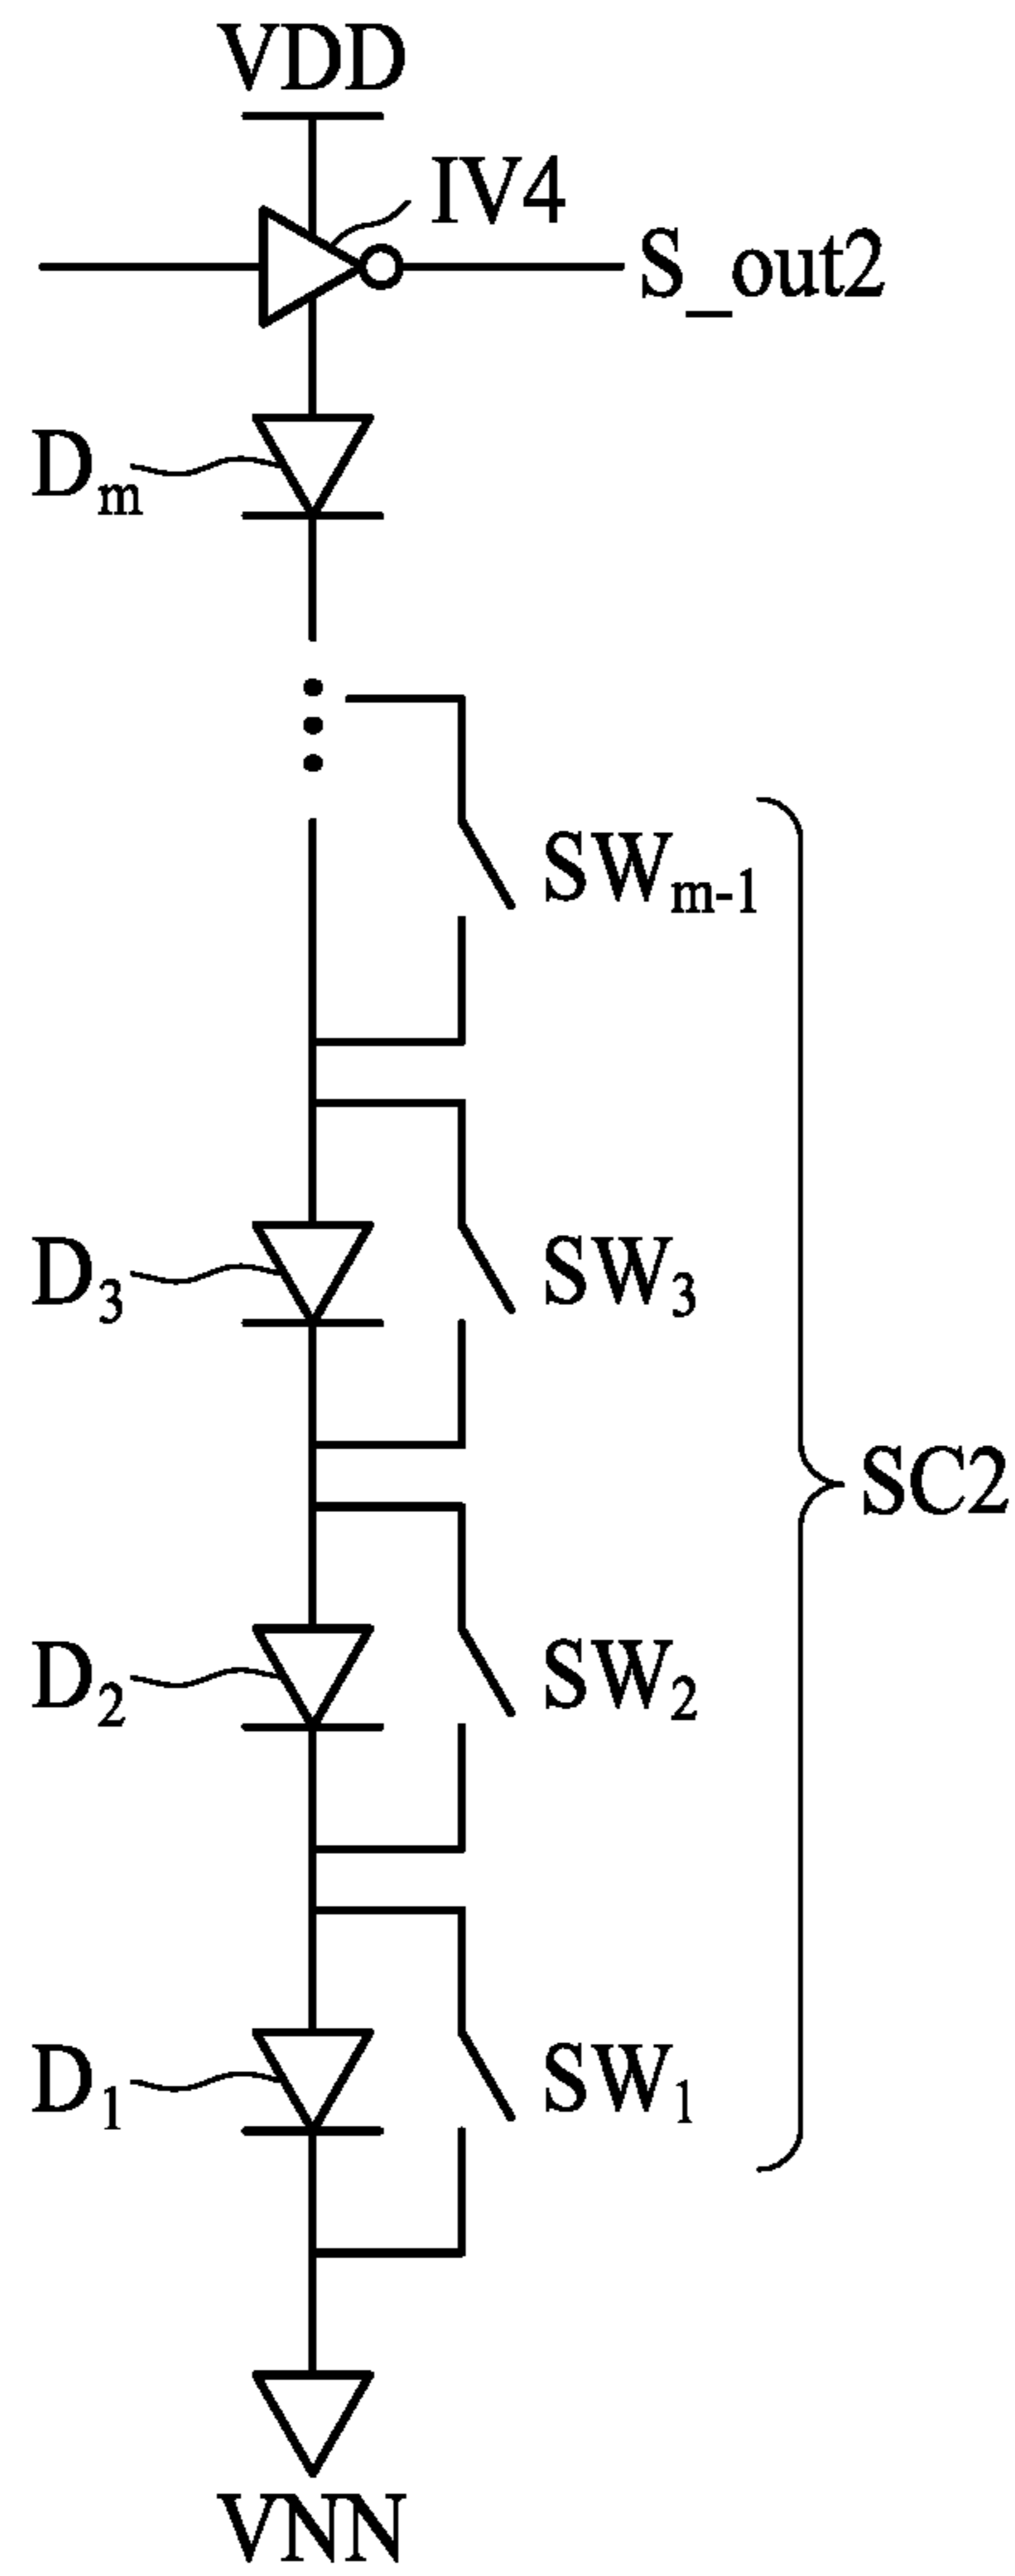 VDD
IV4
S_out2
Dm
SWm-1
D3
SW3
SC2
D2
SW2
D1
SW1
VNN